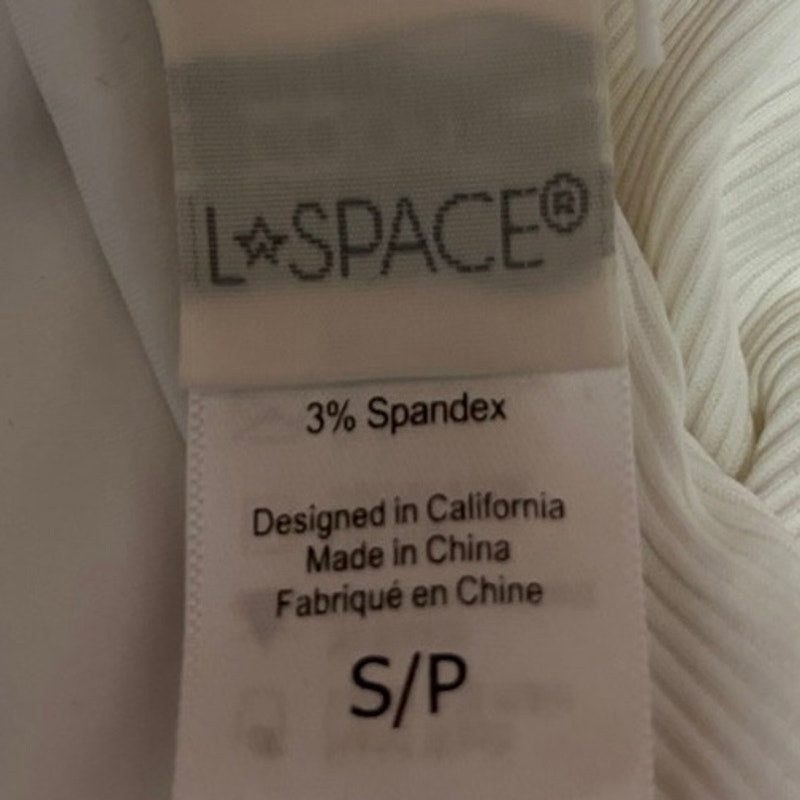 L☆SPACE®
3% Spandex
Designed in California
Made in China
Fabriqué en Chine
S/P